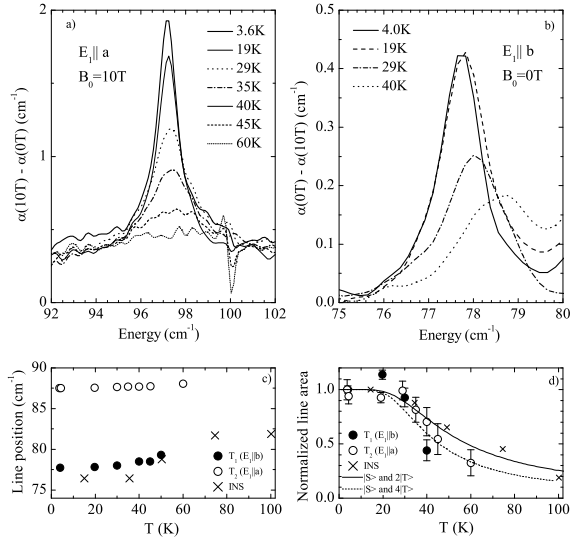 a)
E₁|| a
B₀=10T
3.6K
19K
29K
35K
40K
45K
60K
α(10T) - α(0T) (cm⁻¹)
0
1
2
92 94 96 98 100 102
Energy (cm⁻¹)
b)
4.0K
19K
29K
40K
E₁|| b
B₀=0T
α(0T) - α(10T) (cm⁻¹)
0.0
0.1
0.2
0.3
0.4
0.5
75 76 77 78 79 80
Energy (cm⁻¹)
c)
Line position (cm⁻¹)
90
87
84
81
78
75
T₁ (E₁||b)
T₂ (E₁||a)
INS
0 20 40 60 80 100
T (K)
d)
Normalized line area
1.0
0.5
0.0
T₁ (E₁||b)
T₂ (E₁||a)
INS
|S> and 2|T>
|S> and 4|T>
0 20 40 60 80 100
T (K)